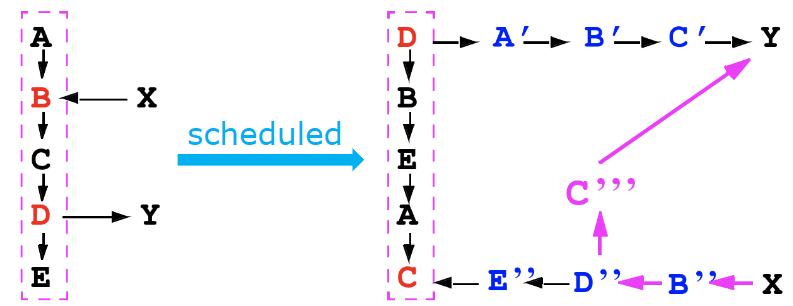 A
B X
C
D Y
E
scheduled
D A' B' C' Y
B
E
C'''
A
C E'' D'' B'' X